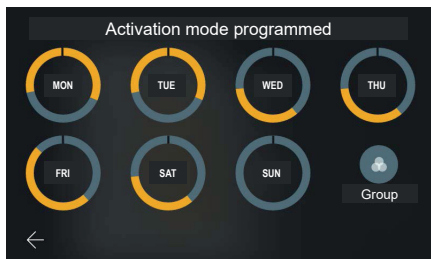 Activation mode programmed
MON TUE WED THU
FRI SAT SUN
Group